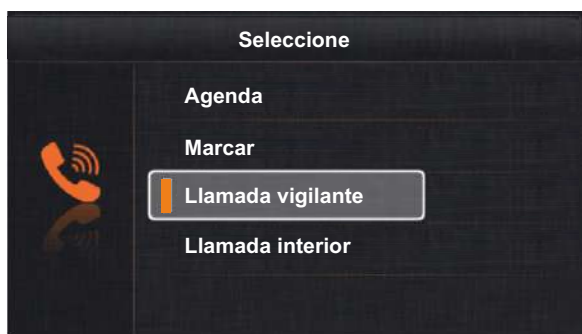 Seleccione
Agenda
Marcar
Llamada vigilante
Llamada interior